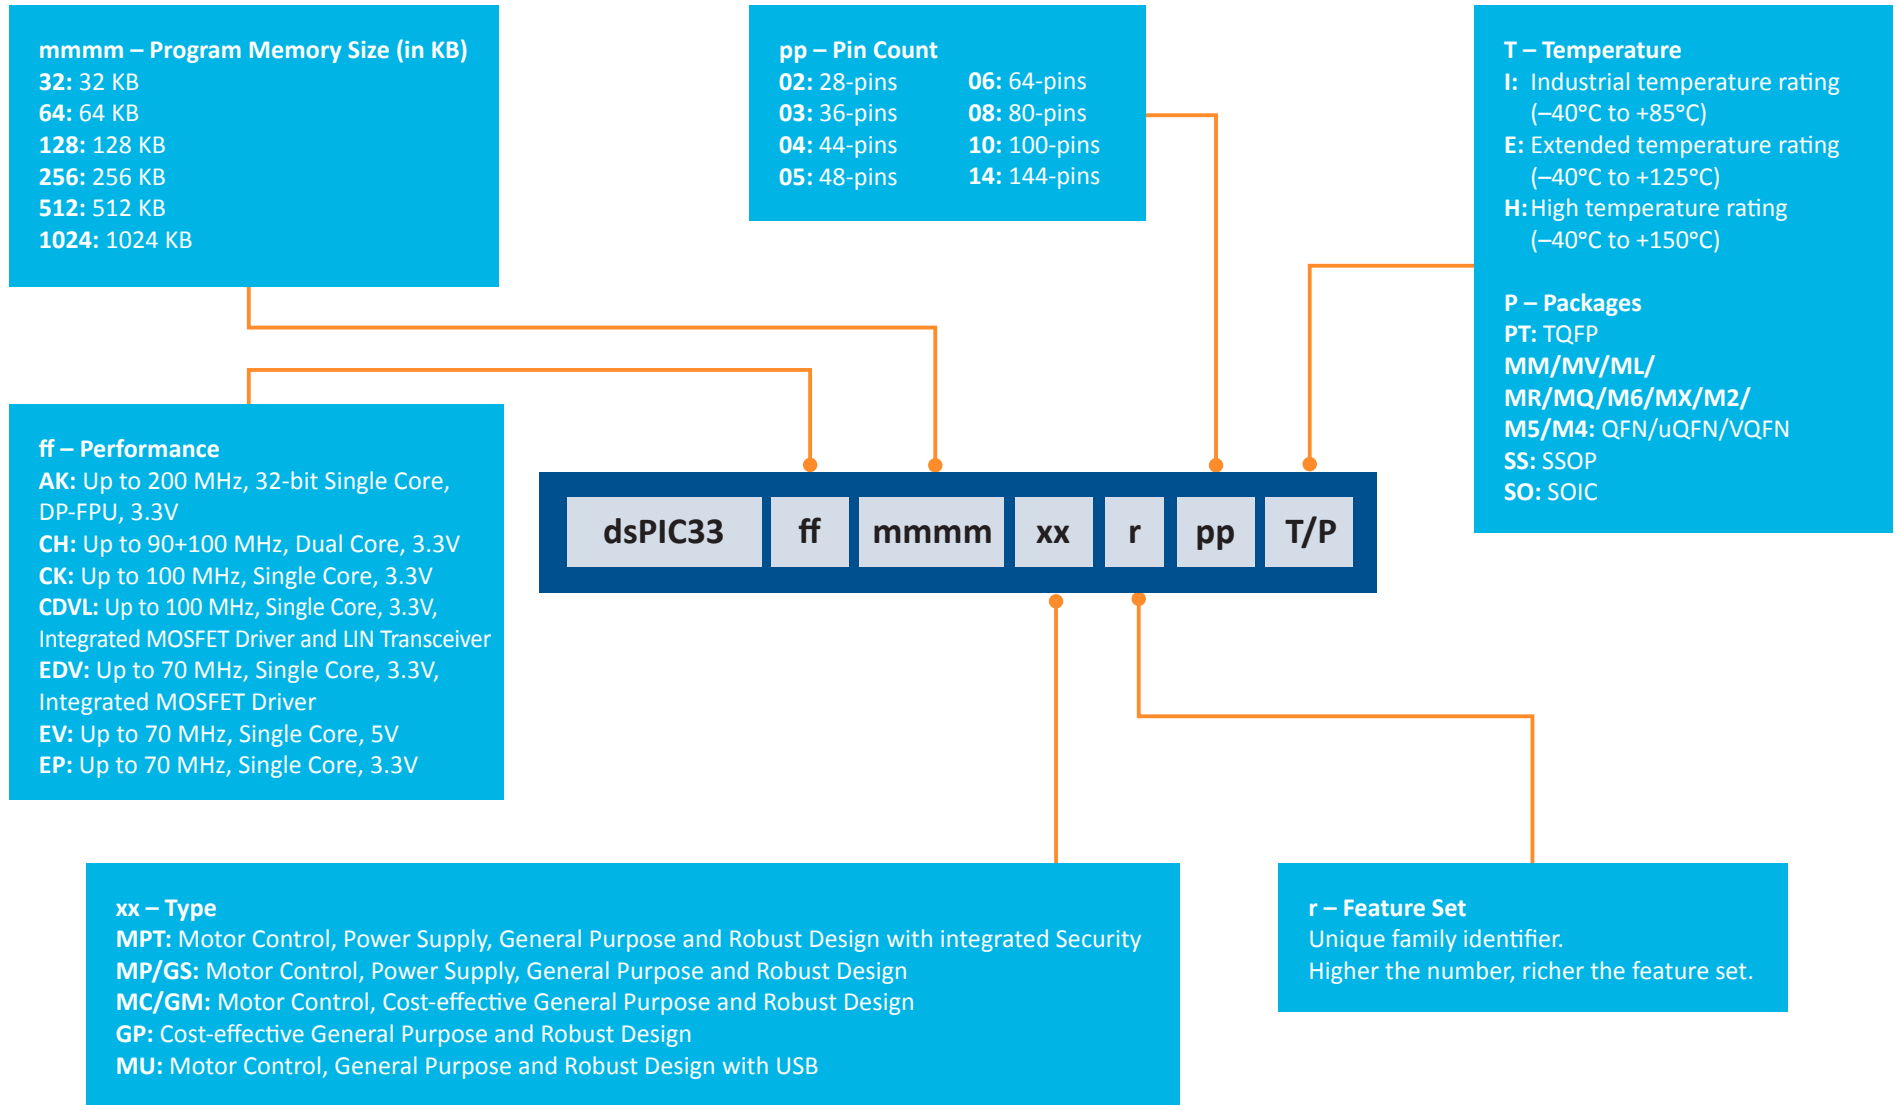 mmmm – Program Memory Size (in KB)
32: 32 KB
64: 64 KB
128: 128 KB
256: 256 KB
512: 512 KB
1024: 1024 KB
pp – Pin Count
02: 28-pins
03: 36-pins
04: 44-pins
05: 48-pins
06: 64-pins
08: 80-pins
10: 100-pins
14: 144-pins
T – Temperature
I: Industrial temperature rating
(–40°C to +85°C)
E: Extended temperature rating
(–40°C to +125°C)
H: High temperature rating
(–40°C to +150°C)
P – Packages
PT: TQFP
MM/MV/ML/
MR/MQ/M6/MX/M2/
M5/M4: QFN/uQFN/VQFN
SS: SSOP
SO: SOIC
ff – Performance
AK: Up to 200 MHz, 32-bit Single Core,
DP-FPU, 3.3V
CH: Up to 90+100 MHz, Dual Core, 3.3V
CK: Up to 100 MHz, Single Core, 3.3V
CDVL: Up to 100 MHz, Single Core, 3.3V,
Integrated MOSFET Driver and LIN Transceiver
EDV: Up to 70 MHz, Single Core, 3.3V,
Integrated MOSFET Driver
EV: Up to 70 MHz, Single Core, 5V
EP: Up to 70 MHz, Single Core, 3.3V
dsPIC33 ff mmmm xx r pp T/P
xx – Type
MPT: Motor Control, Power Supply, General Purpose and Robust Design with integrated Security
MP/GS: Motor Control, Power Supply, General Purpose and Robust Design
MC/GM: Motor Control, Cost-effective General Purpose and Robust Design
GP: Cost-effective General Purpose and Robust Design
MU: Motor Control, General Purpose and Robust Design with USB
r – Feature Set
Unique family identifier.
Higher the number, richer the feature set.